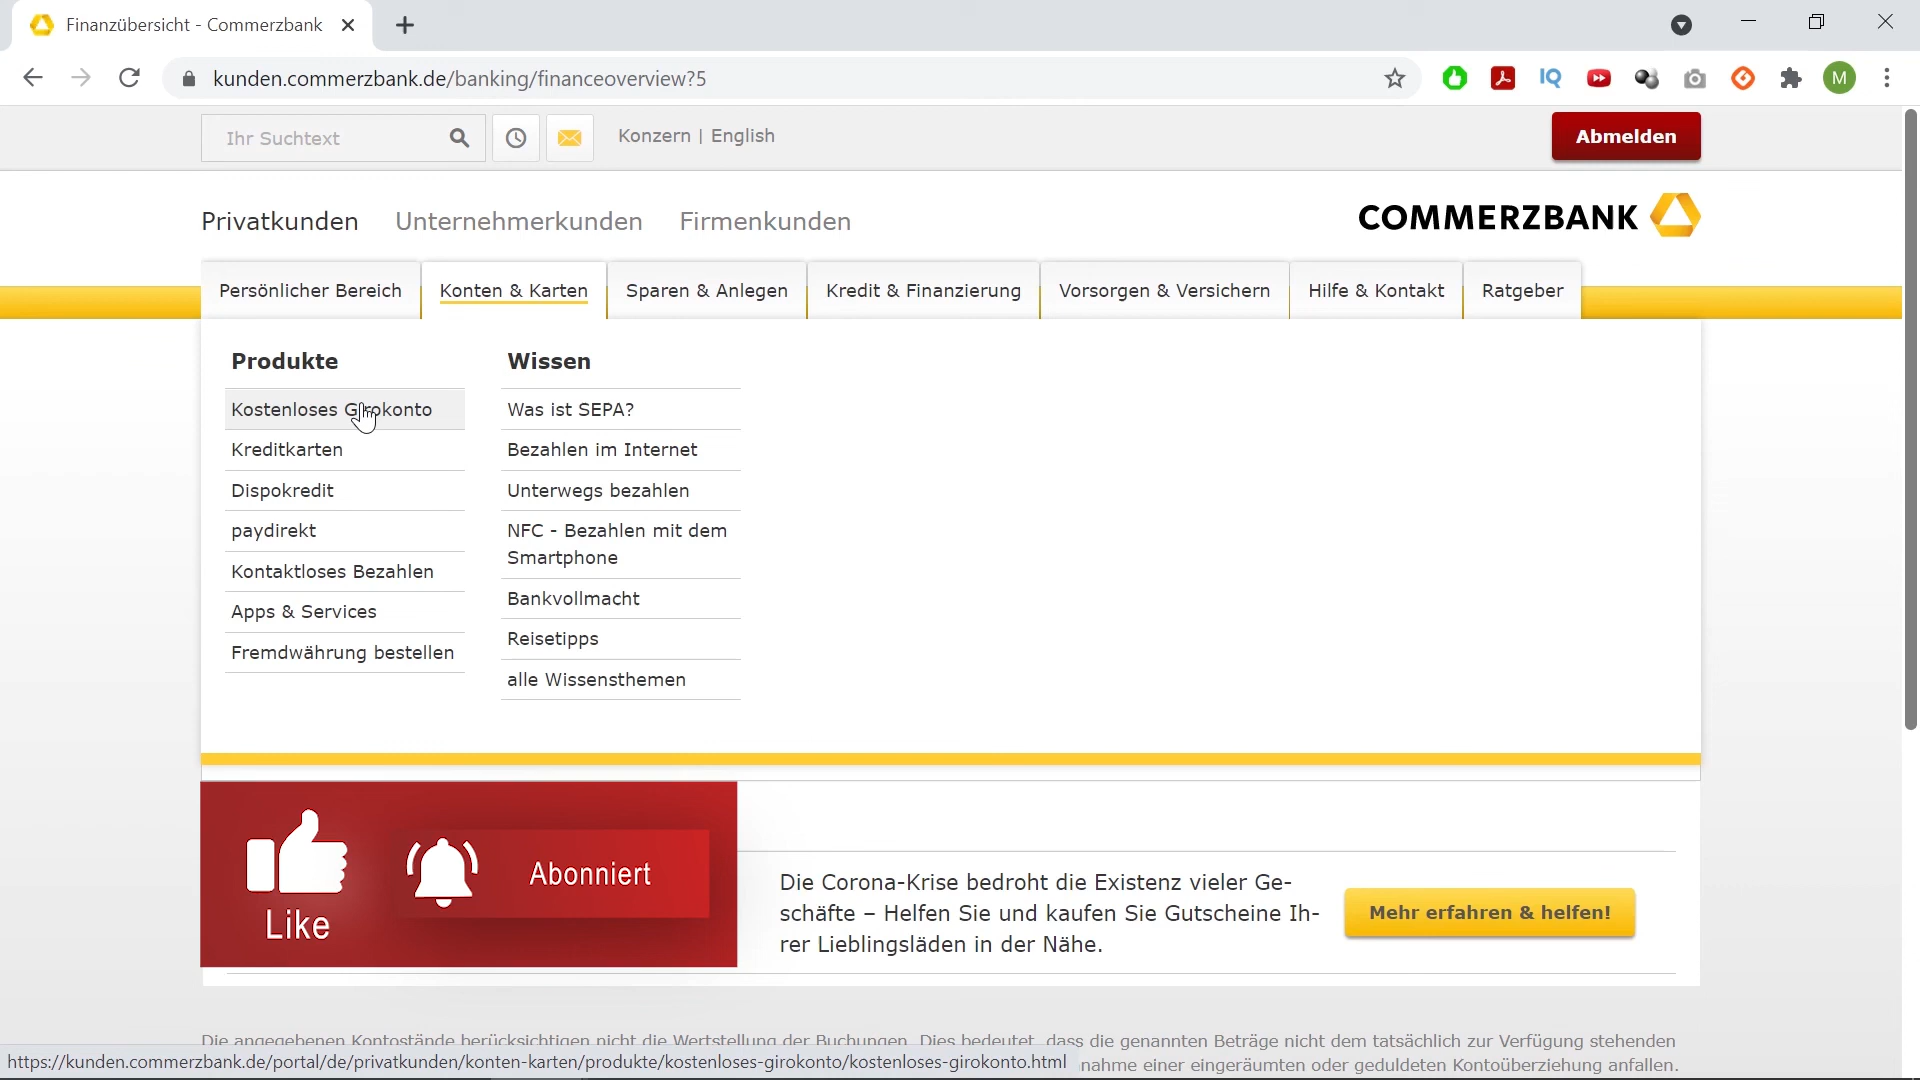 Finanzübersicht - Commerzbank
kunden.commerzbank.de/banking/financeoverview?5
IQ
M
Ihr Suchtext
Konzern | English
Abmelden
Privatkunden
Unternehmerkunden
Firmenkunden
COMMERZBANK
Persönlicher Bereich
Konten & Karten
Sparen & Anlegen
Kredit & Finanzierung
Vorsorgen & Versichern
Hilfe & Kontakt
Ratgeber
Produkte
Kostenloses Girokonto
Kreditkarten
Dispokredit
paydirekt
Kontaktloses Bezahlen
Apps & Services
Fremdwährung bestellen
Wissen
Was ist SEPA?
Bezahlen im Internet
Unterwegs bezahlen
NFC - Bezahlen mit dem
Smartphone
Bankvollmacht
Reisetipps
alle Wissensthemen
Like
Abonniert
Die Corona-Krise bedroht die Existenz vieler Ge-
schäfte – Helfen Sie und kaufen Sie Gutscheine Ih-
rer Lieblingsläden in der Nähe.
Mehr erfahren & helfen!
Die angegebenen Kontostände berücksichtigen nicht die Wertstellung der Buchungen. Dies bedeutet, dass die genannten Beträge nicht dem tatsächlich zur Verfügung stehenden
nahme einer eingeräumten oder geduldeten Kontoüberziehung anfallen.
https://kunden.commerzbank.de/portal/de/privatkunden/konten-karten/produkte/kostenloses-girokonto/kostenloses-girokonto.html